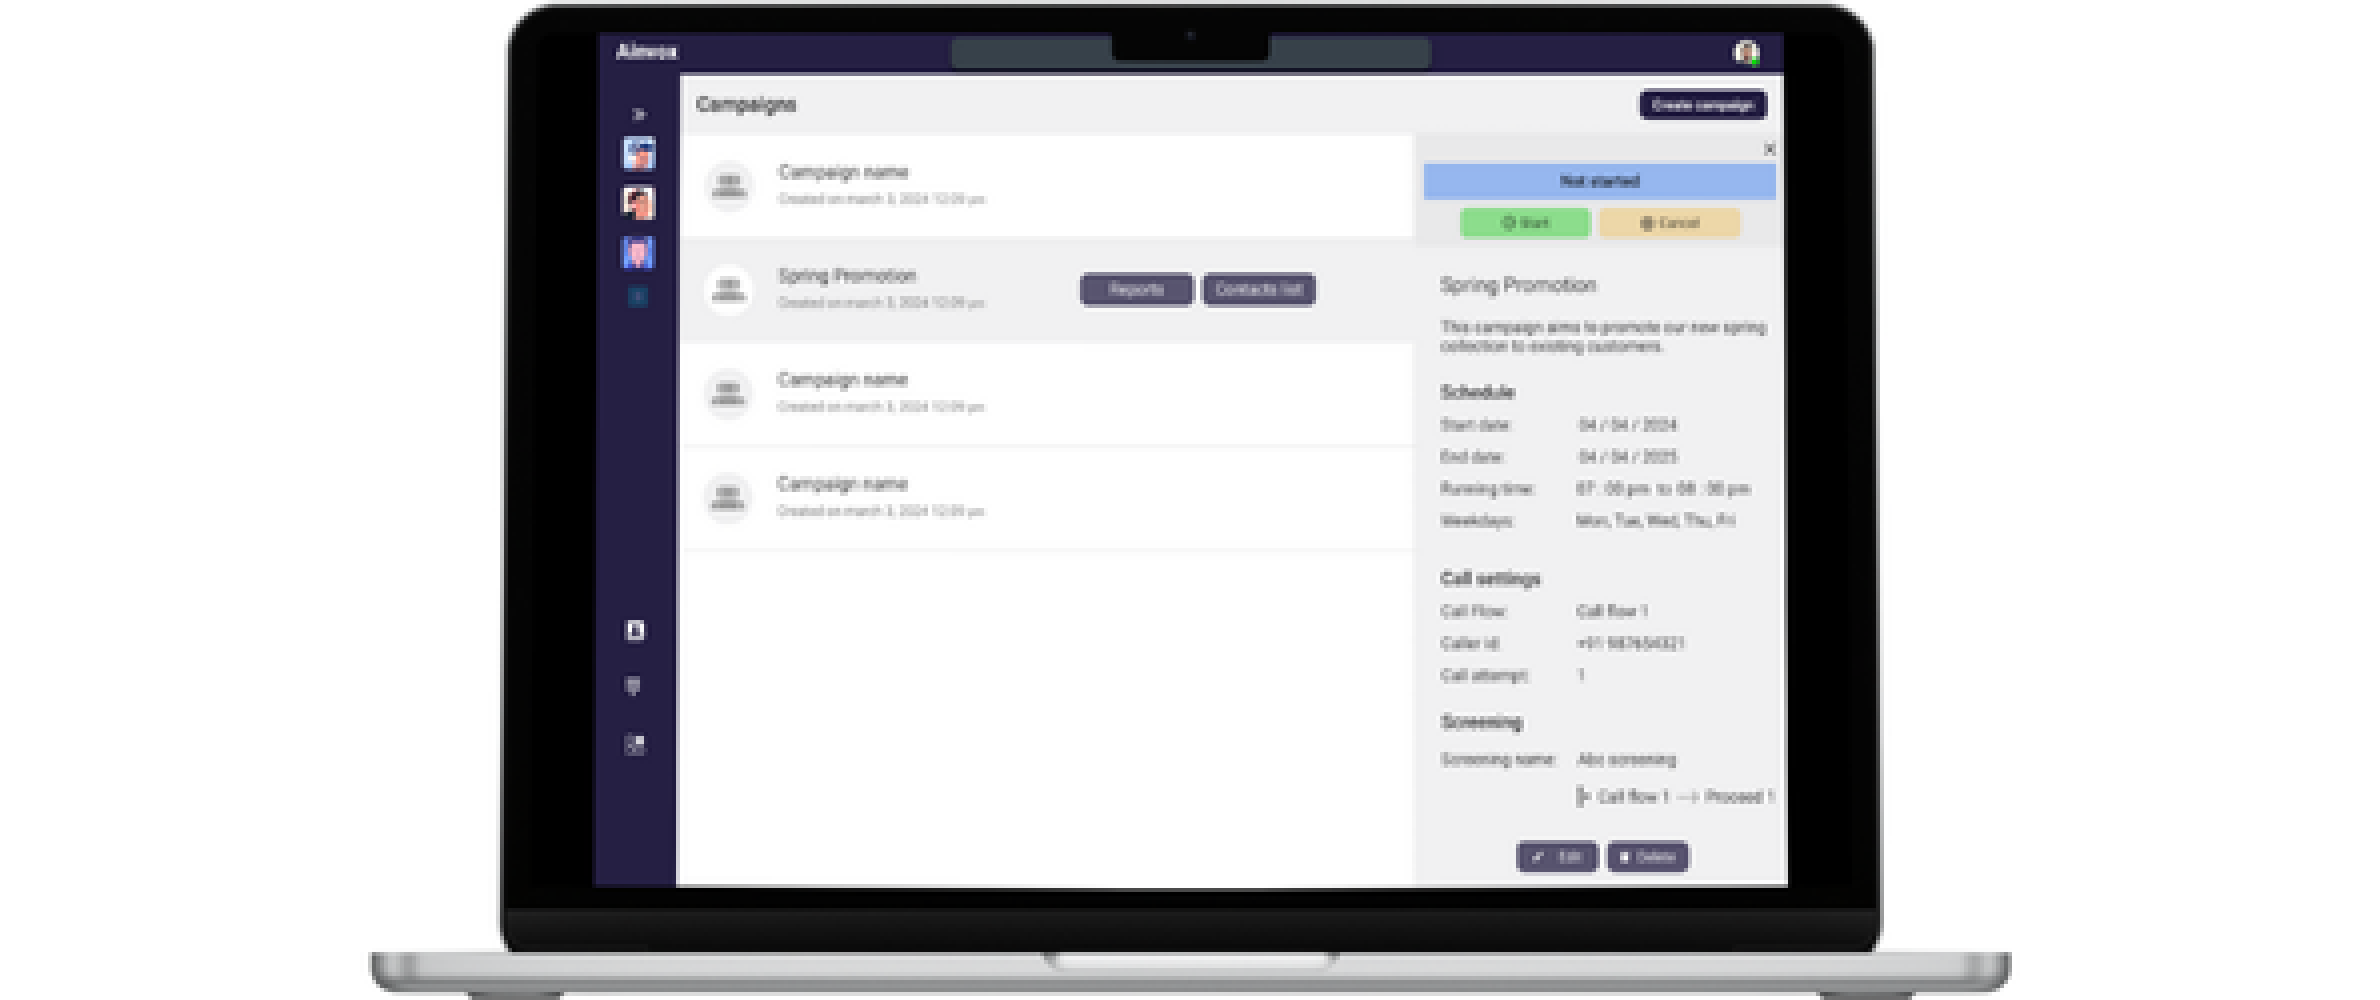 Campaigns
Create campaign
Campaign name
Created on march 3, 2024 12:09 pm
Spring Promotion
Created on march 3, 2024 12:09 pm
Reports
Contacts list
Campaign name
Created on march 3, 2024 12:09 pm
Campaign name
Created on march 3, 2024 12:09 pm
X
Not started
Start
Cancel
Spring Promotion
This campaign aims to promote our new spring
collection to existing customers.
Schedule
Start date: 04 / 04 / 2024
End date: 04 / 04 / 2025
Running time: 07 : 00 pm to 08 : 00 pm
Weekdays: Mon, Tue, Wed, Thu, Fri
Call settings
Call Flow: Call flow 1
Caller id: +91 987654321
Call attempt: 1
Screening
Screening name: Abc screening
Call flow 1 --> Proceed 1
Edit
Delete